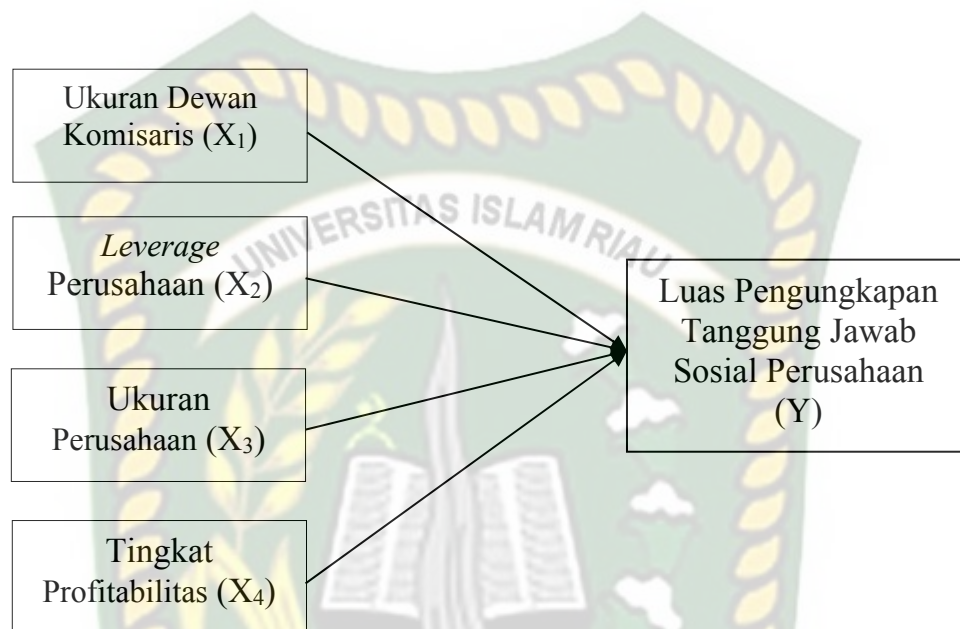 Ukuran Dewan
Komisaris (X₁)
Leverage
Perusahaan (X₂)
Ukuran
Perusahaan (X₃)
Tingkat
Profitabilitas (X₄)
Luas Pengungkapan
Tanggung Jawab
Sosial Perusahaan
(Y)
UNIVERSITAS ISLAM RIAU